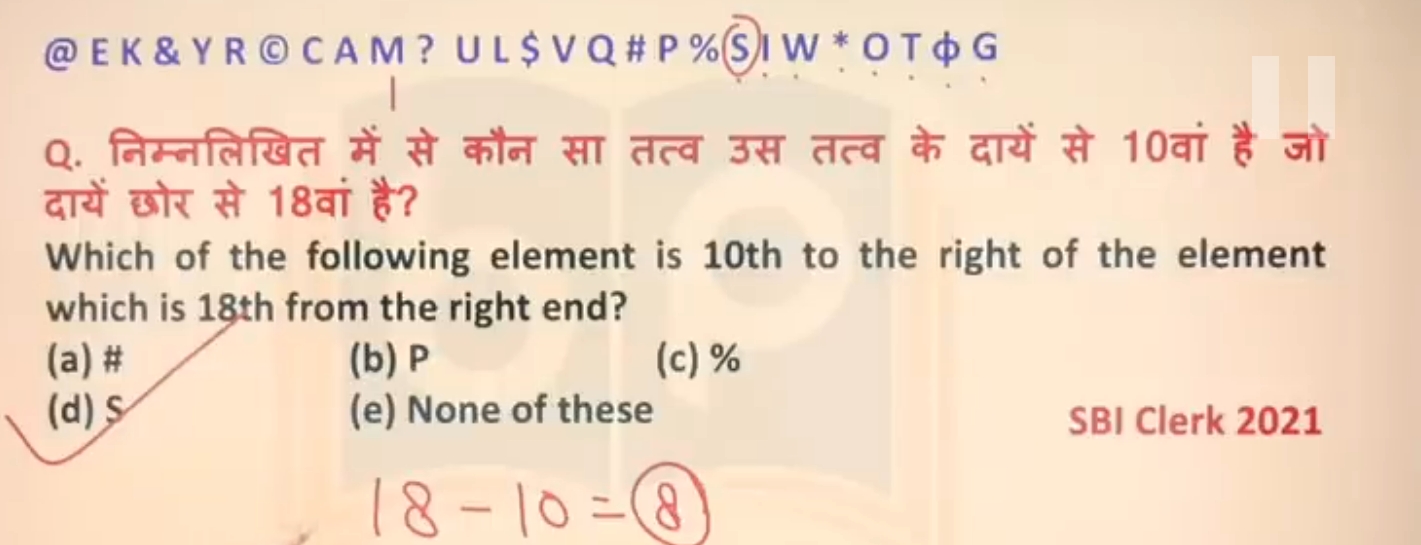 @ E K & Y R © C A M ? U L $ V Q # P % S I W * O T ф G
Q. निम्नलिखित में से कौन सा तत्व उस तत्व के दायें से 10वां है जो
दायें छोर से 18वां है?
Which of the following element is 10th to the right of the element
which is 18th from the right end?
(a) # (b) P (c) %
(d) S (e) None of these
SBI Clerk 2021
18 - 10 = 8